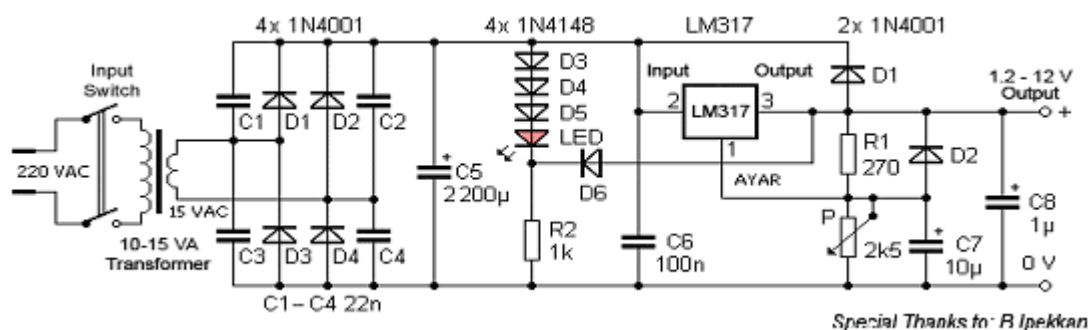 4x 1N4001
4x 1N4148
LM317
2x 1N4001
Input
Switch
220 VAC
15 VAC
10-15 VA
Transformer
C1
D1
D2
C2
C3
D3
D4
C4
C1 – C4 22n
+
C5
2200µ
D3
D4
D5
LED
D6
R2
1k
Input
Output
2
LM317
3
1
AYAR
C6
100n
D1
R1
270
D2
P
2k5
+
C7
10µ
1.2 - 12 V
Output
+
+
C8
1µ
0 V
Special Thanks to: B.Ipekkan